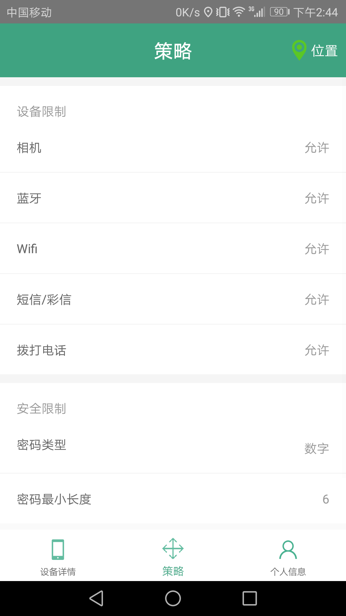 中国移动 0K/s 3G 90 下午2:44
策略 位置
设备限制
相机 允许
蓝牙 允许
Wifi 允许
短信/彩信 允许
拨打电话 允许
安全限制
密码类型 数字
密码最小长度 6
设备详情 策略 个人信息